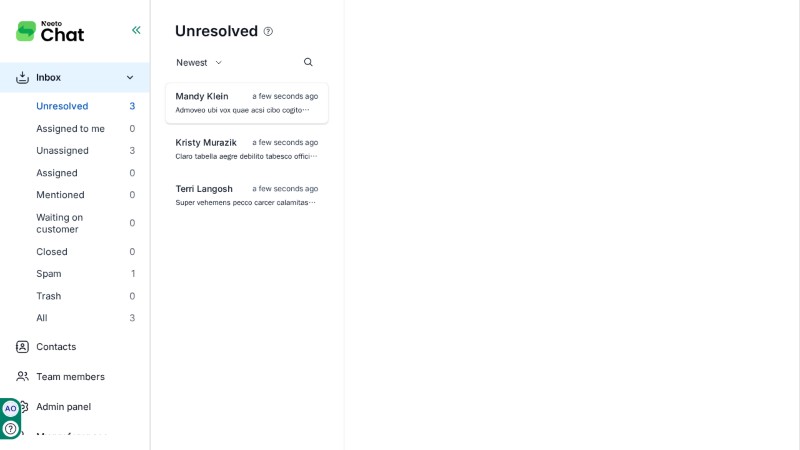 Neeto
Chat
Inbox
Unresolved 3
Assigned to me 0
Unassigned 3
Assigned 0
Mentioned 0
Waiting on
customer 0
Closed 0
Spam 1
Trash 0
All 3
Contacts
Team members
Admin panel
AO
Unresolved
Newest
Mandy Klein a few seconds ago
Admoveo ubi vox quae acsi cibo cogito···
Kristy Murazik a few seconds ago
Claro tabella aegre debilito tabesco offici···
Terri Langosh a few seconds ago
Super vehemens pecco carcer calamitas···